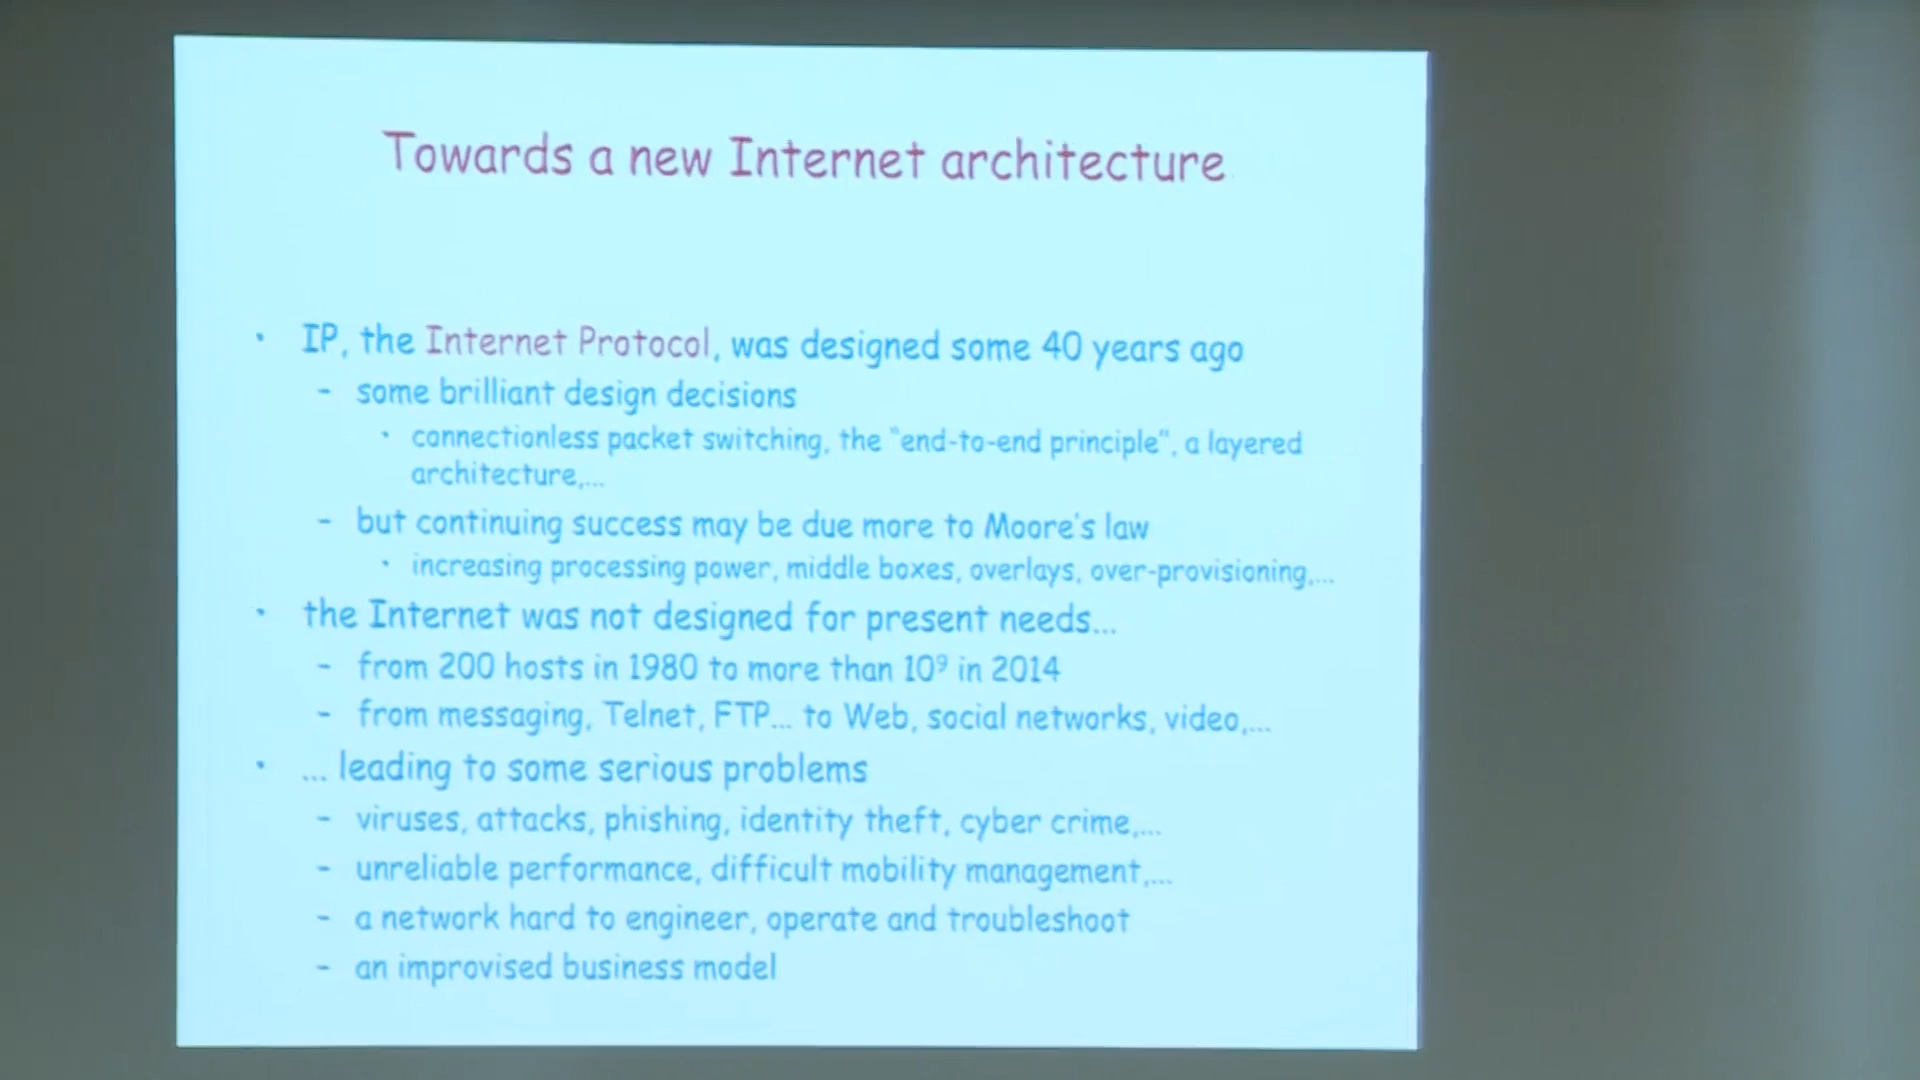 Towards a new Internet architecture
• IP, the Internet Protocol, was designed some 40 years ago
– some brilliant design decisions
• connectionless packet switching, the "end-to-end principle", a layered
architecture,...
– but continuing success may be due more to Moore's law
• increasing processing power, middle boxes, overlays, over-provisioning,...
• the Internet was not designed for present needs...
– from 200 hosts in 1980 to more than 10⁹ in 2014
– from messaging, Telnet, FTP... to Web, social networks, video,...
• ... leading to some serious problems
– viruses, attacks, phishing, identity theft, cyber crime,...
– unreliable performance, difficult mobility management,...
– a network hard to engineer, operate and troubleshoot
– an improvised business model